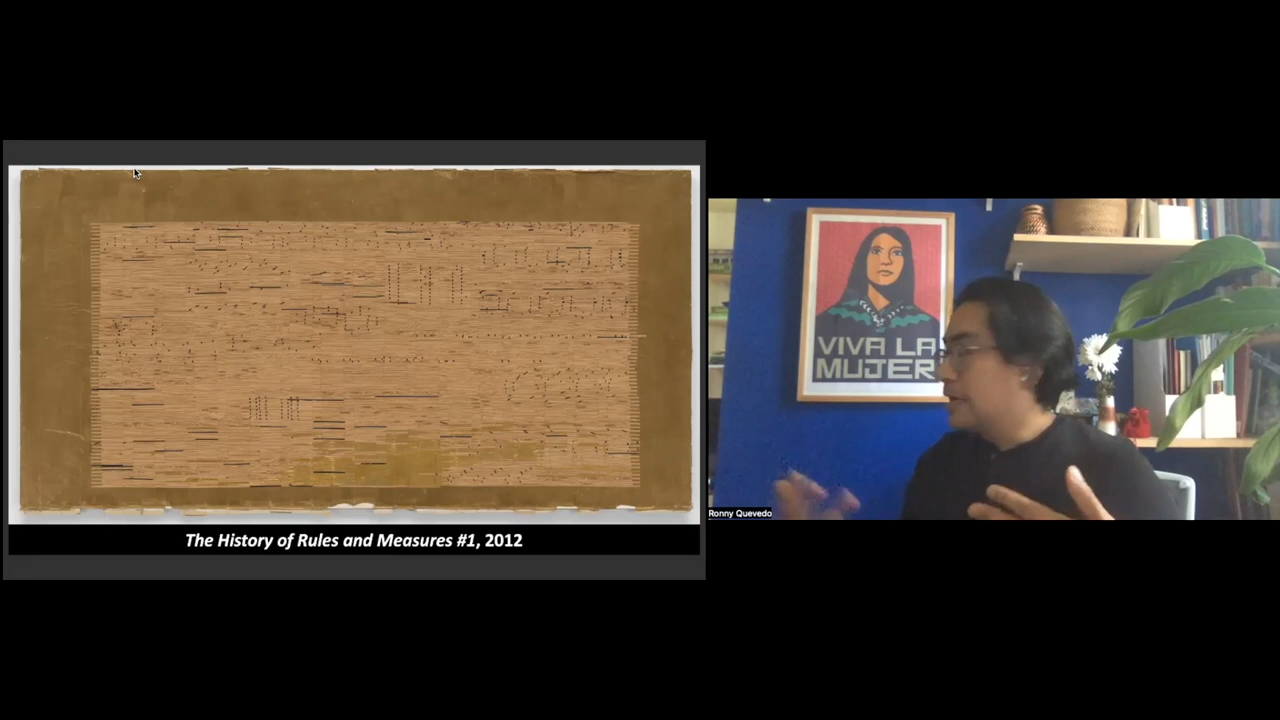 The History of Rules and Measures #1, 2012
VIVA LA
MUJER
Ronny Quevedo